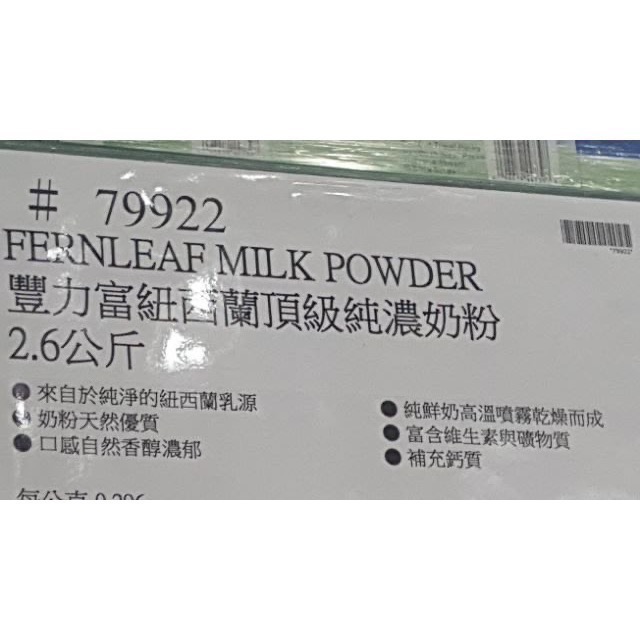 # 79922
FERNLEAF MILK POWDER
豐力富紐西蘭頂級純濃奶粉
2.6公斤
● 來自於純淨的紐西蘭乳源
● 奶粉天然優質
● 口感自然香醇濃郁
● 純鮮奶高溫噴霧乾燥而成
● 富含維生素與礦物質
● 補充鈣質
"79922"